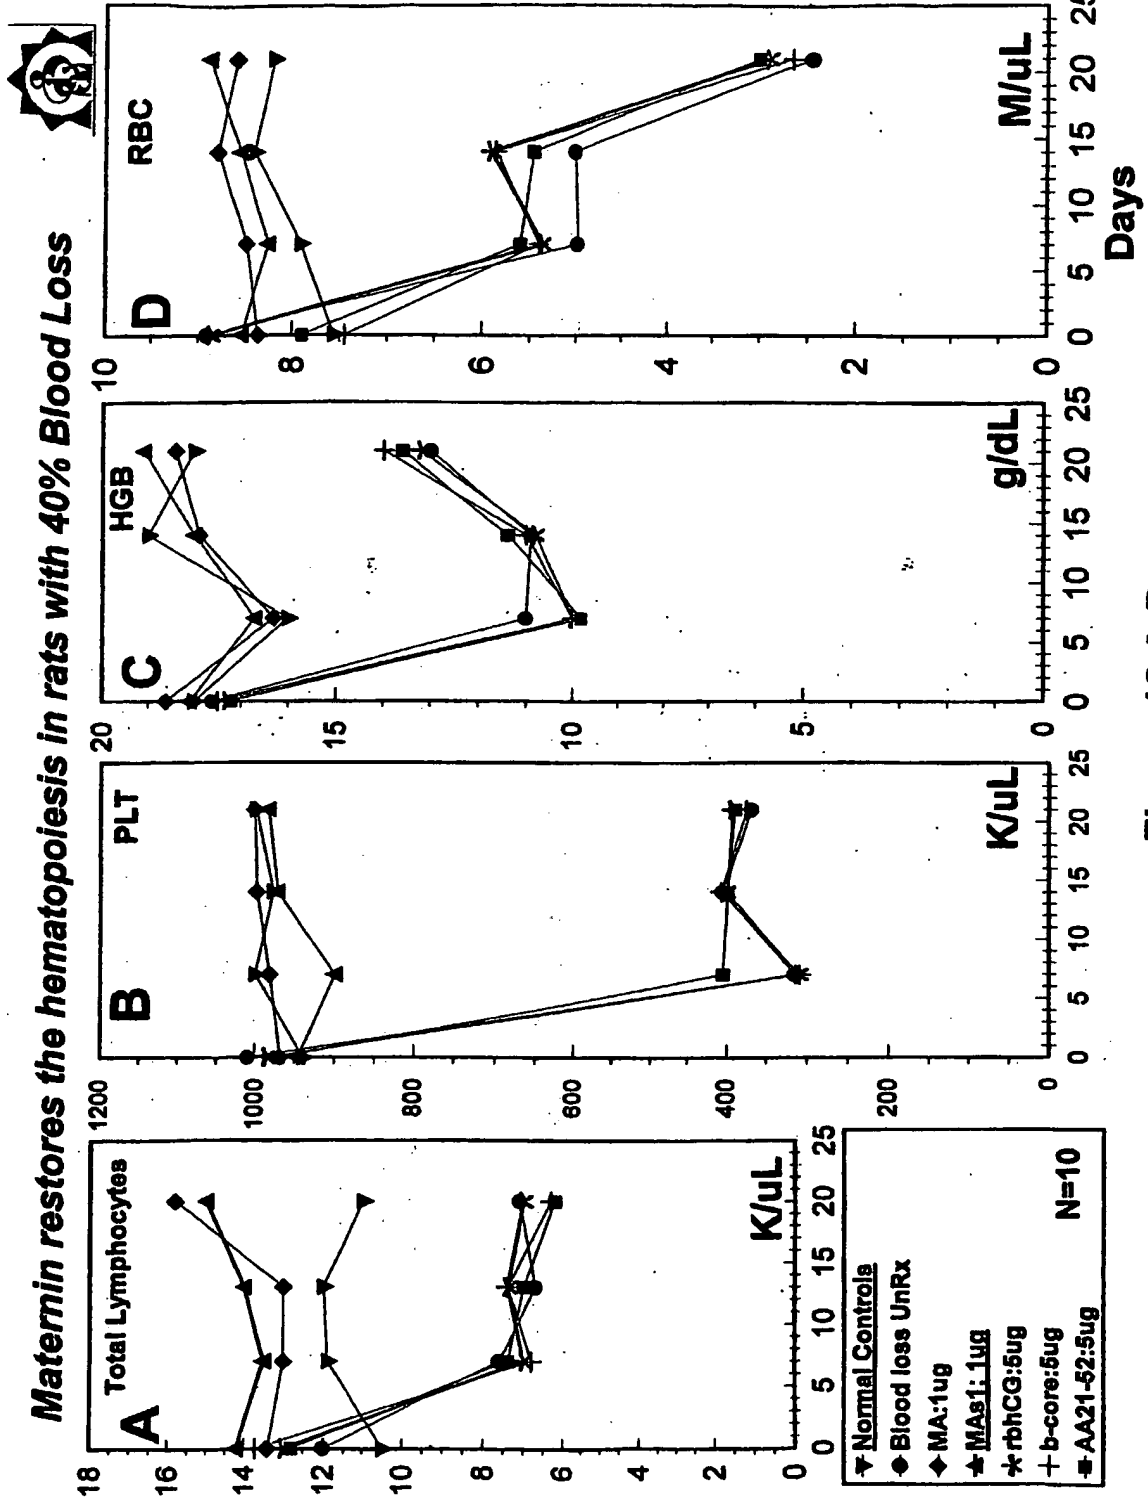 Maternin restores the hematopoiesis in rats with 40% Blood Loss
A
Total Lymphocytes
18
16
14
12
10
8
6
4
2
0
0
5
10
15
20
25
K/uL
B
PLT
1200
1000
800
600
400
200
0
0
5
10
15
20
25
K/uL
C
HGB
20
15
10
5
0
0
5
10
15
20
25
g/dL
D
RBC
10
8
6
4
2
0
0
5
10
15
20
25
M/uL
Days
Normal Controls
Blood loss UnRx
MA:1ug
MAs1: 1ug
rbhCG:5ug
b-core:5ug
AA21-52:5ug
N=10